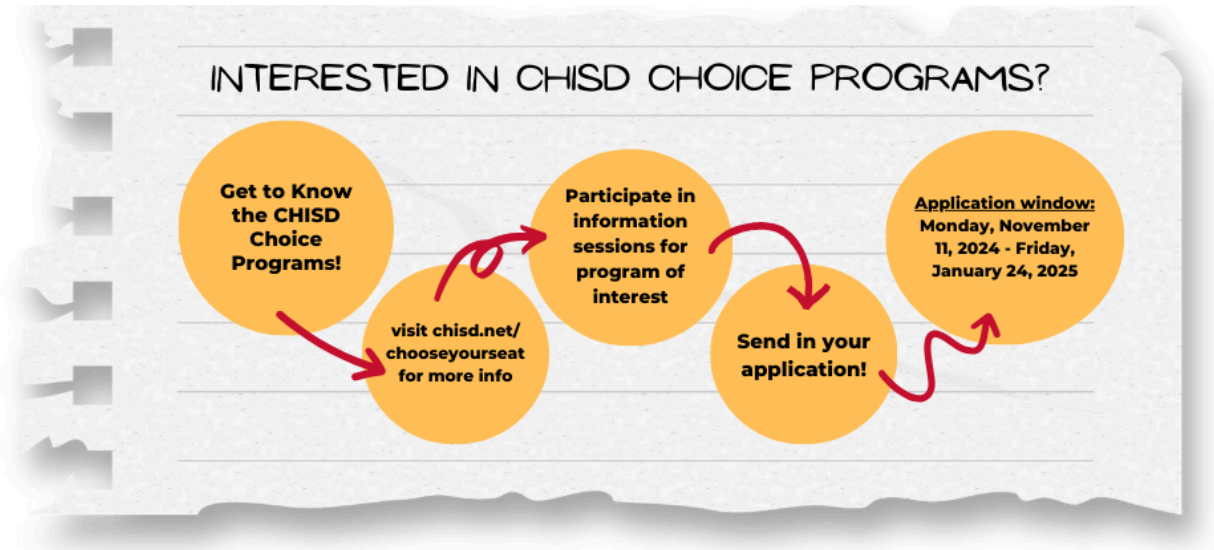 INTERESTED IN CHISD CHOICE PROGRAMS?
Get to Know
the CHISD
Choice
Programs!
visit chisd.net/
chooseyourseat
for more info
Participate in
information
sessions for
program of
interest
Send in your
application!
Application window:
Monday, November
11, 2024 - Friday,
January 24, 2025